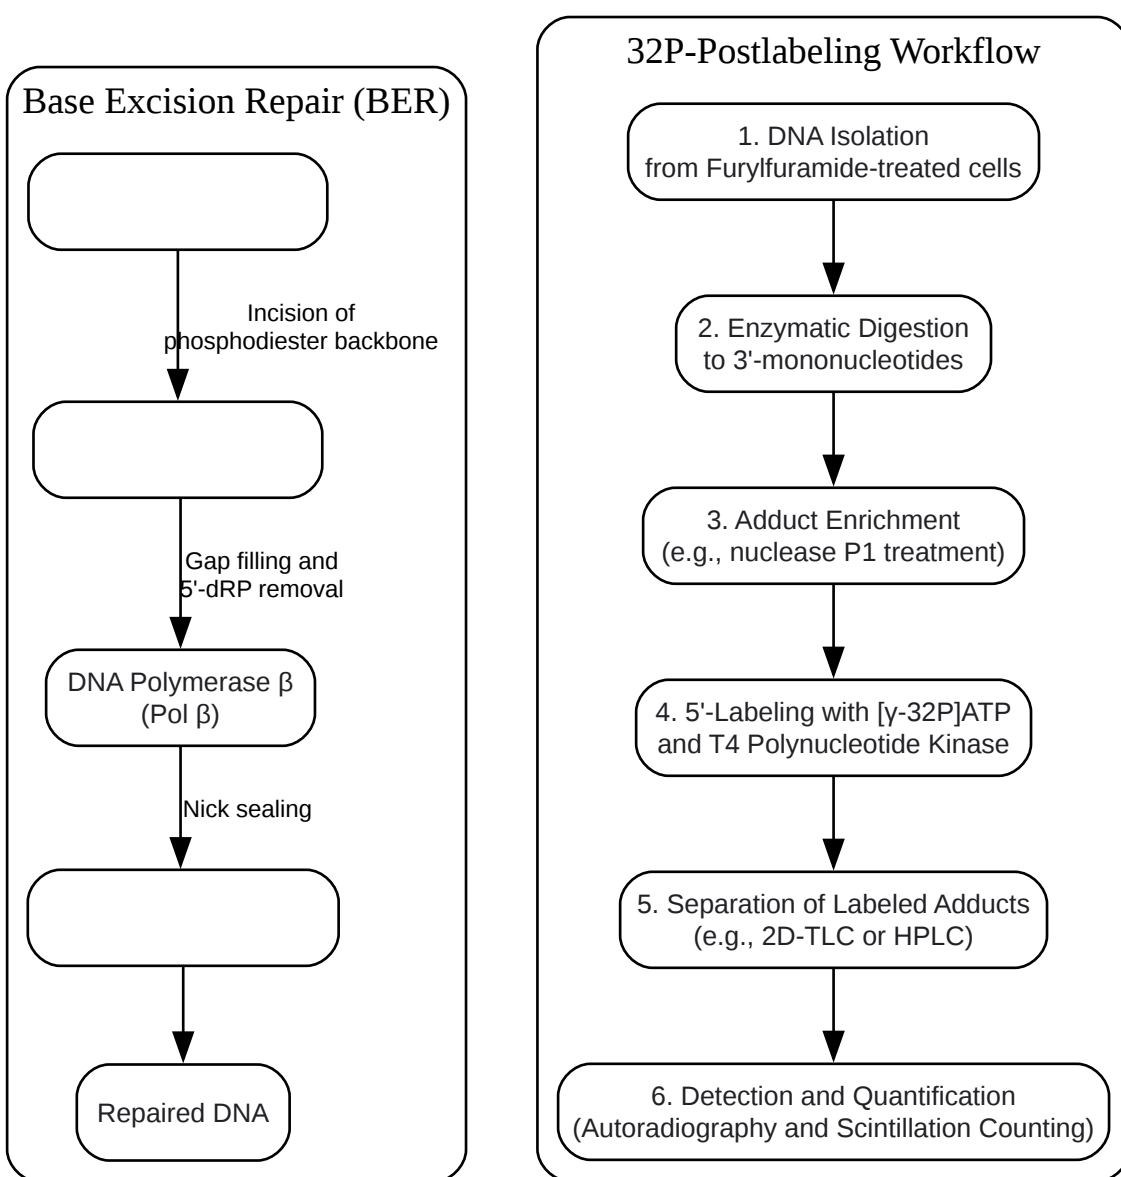 Base Excision Repair (BER)
Incision of
phosphodiester backbone
Gap filling and
5'-dRP removal
DNA Polymerase β
(Pol β)
Nick sealing
Repaired DNA
32P-Postlabeling Workflow
1. DNA Isolation
from Furylfuramide-treated cells
2. Enzymatic Digestion
to 3'-mononucleotides
3. Adduct Enrichment
(e.g., nuclease P1 treatment)
4. 5'-Labeling with [γ-32P]ATP
and T4 Polynucleotide Kinase
5. Separation of Labeled Adducts
(e.g., 2D-TLC or HPLC)
6. Detection and Quantification
(Autoradiography and Scintillation Counting)